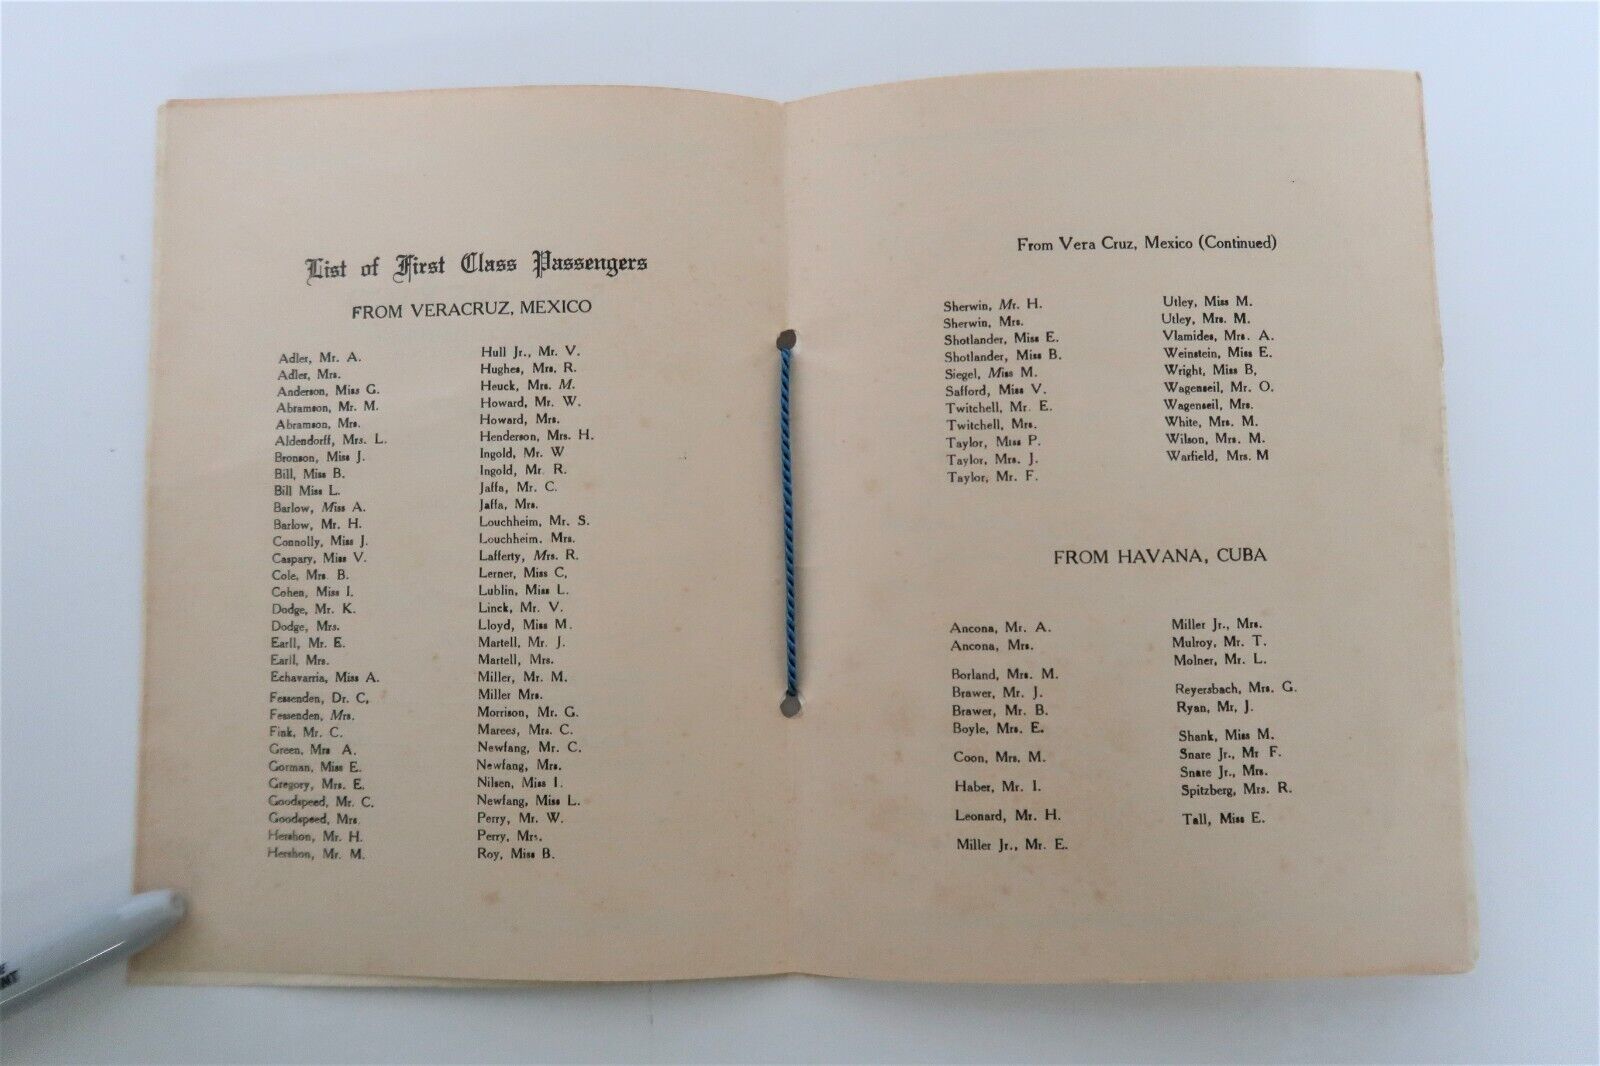 List of First Class Passengers
FROM VERACRUZ, MEXICO
Adler, Mr. A.
Adler, Mrs.
Anderson, Miss G.
Abramson, Mr. M.
Abramson, Mrs.
Aldendorff, Mrs. L.
Bronson, Miss J.
Bill, Miss B.
Bill Miss L.
Barlow, Miss A.
Barlow, Mr. H.
Connolly, Miss J.
Caspary, Miss V.
Cole, Mrs. B.
Cohen, Miss I.
Dodge, Mr. K.
Dodge, Mrs.
Earll, Mr. E.
Earll, Mrs.
Echavarria, Miss A.
Fessenden, Dr. C,
Fessenden, Mrs.
Fink, Mr. C.
Green, Mrs A.
Gorman, Miss E.
Gregory, Mrs. E.
Goodspeed, Mr. C.
Goodspeed, Mrs.
Hershon, Mr. H.
Hershon, Mr. M.
Hull Jr., Mr. V.
Hughes, Mrs. R.
Heuck, Mrs. M.
Howard, Mr. W.
Howard, Mrs.
Henderson, Mrs. H.
Ingold, Mr. W
Ingold, Mr. R.
Jaffa, Mr. C.
Jaffa, Mrs.
Louchheim, Mr. S.
Louchheim. Mrs.
Lafferty, Mrs. R.
Lerner, Miss C,
Lublin, Miss L.
Linck, Mr. V.
Lloyd, Miss M.
Martell, Mr. J.
Martell, Mrs.
Miller, Mr. M.
Miller Mrs.
Morrison, Mr. G.
Marees, Mrs. C.
Newfang, Mr. C.
Newfang, Mrs.
Nilsen, Miss I.
Newfang, Miss L.
Perry, Mr. W.
Perry, Mrs.
Roy, Miss B.
From Vera Cruz, Mexico (Continued)
Sherwin, Mr. H.
Sherwin, Mrs.
Shotlander, Miss E.
Shotlander, Miss B.
Siegel, Miss M.
Safford, Miss V.
Twitchell, Mr. E.
Twitchell, Mrs.
Taylor, Miss P.
Taylor, Mrs. J.
Taylor, Mr. F.
Utley, Miss M.
Utley, Mrs. M.
Vlamides, Mrs. A.
Weinstein, Miss E.
Wright, Miss B,
Wagenseil, Mr. O.
Wagenseil, Mrs.
White, Mrs. M.
Wilson, Mrs. M.
Warfield, Mrs. M
FROM HAVANA, CUBA
Ancona, Mr. A.
Ancona, Mrs.
Borland, Mrs. M.
Brawer, Mr. J.
Brawer, Mr. B.
Boyle, Mrs. E.
Coon, Mrs. M.
Haber, Mr. I.
Leonard, Mr. H.
Miller Jr., Mr. E.
Miller Jr., Mrs.
Mulroy, Mr. T.
Molner, Mr. L.
Reyersbach, Mrs. G.
Ryan, Mr, J.
Shank, Miss M.
Snare Jr., Mr F.
Snare Jr., Mrs.
Spitzberg, Mrs. R.
Tall, Miss E.